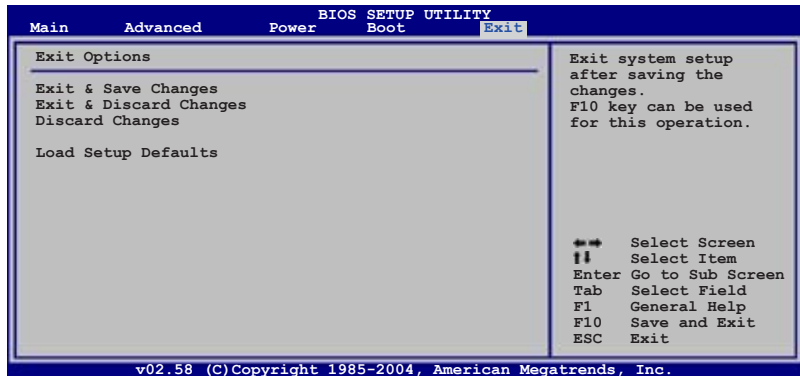 BIOS SETUP UTILITY
Main Advanced Power Boot Exit
Exit Options
Exit & Save Changes
Exit & Discard Changes
Discard Changes
Load Setup Defaults
Exit system setup
after saving the
changes.
F10 key can be used
for this operation.
←→ Select Screen
↑↓ Select Item
Enter Go to Sub Screen
Tab Select Field
F1 General Help
F10 Save and Exit
ESC Exit
v02.58 (C)Copyright 1985-2004, American Megatrends, Inc.